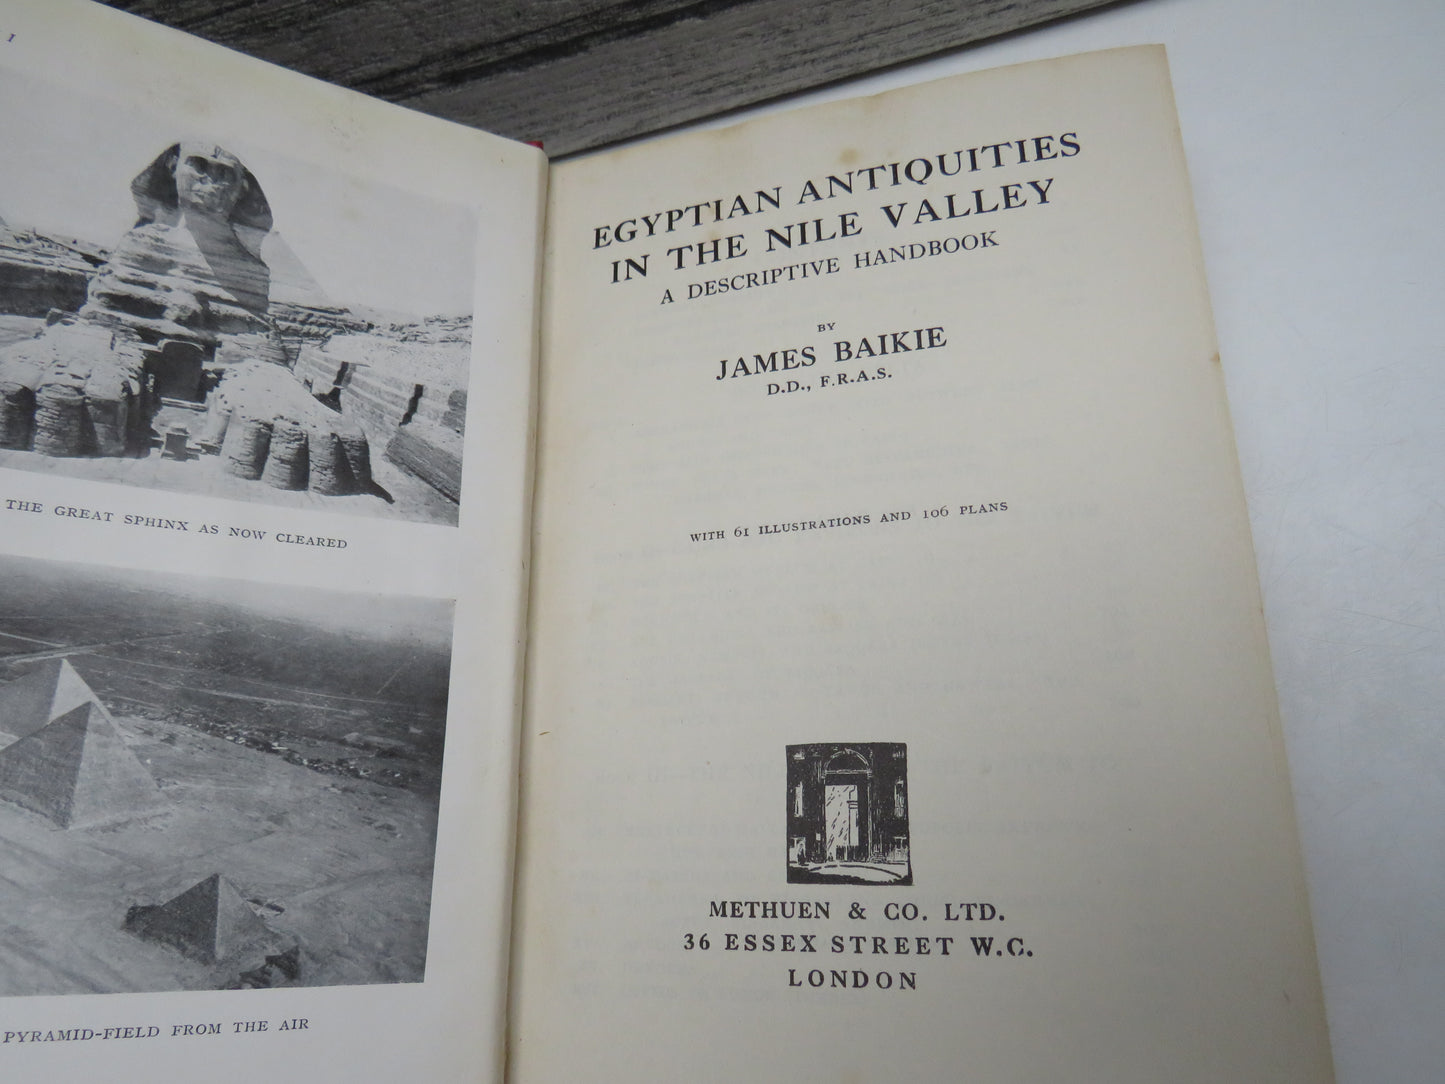 I
THE GREAT SPHINX AS NOW CLEARED
PYRAMID-FIELD FROM THE AIR
EGYPTIAN ANTIQUITIES
IN THE NILE VALLEY
A DESCRIPTIVE HANDBOOK
BY
JAMES BAIKIE
D.D., F.R.A.S.
WITH 61 ILLUSTRATIONS AND 106 PLANS
METHUEN & CO. LTD.
36 ESSEX STREET W.C.
LONDON